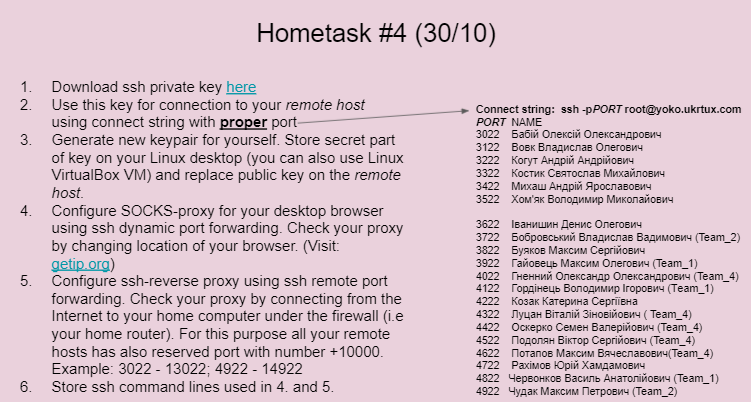 Hometask #4 (30/10)
1. Download ssh private key here
2. Use this key for connection to your remote host
using connect string with proper port
3. Generate new keypair for yourself. Store secret part
of key on your Linux desktop (you can also use Linux
VirtualBox VM) and replace public key on the remote
host.
4. Configure SOCKS-proxy for your desktop browser
using ssh dynamic port forwarding. Check your proxy
by changing location of your browser. (Visit:
getip.org)
5. Configure ssh-reverse proxy using ssh remote port
forwarding. Check your proxy by connecting from the
Internet to your home computer under the firewall (i.e
your home router). For this purpose all your remote
hosts has also reserved port with number +10000.
Example: 3022 - 13022; 4922 - 14922
6. Store ssh command lines used in 4. and 5.
Connect string: ssh -pPORT root@yoko.ukrtux.com
PORT NAME
3022 Бабій Олексій Олександрович
3122 Вовк Владислав Олегович
3222 Когут Андрій Андрійович
3322 Костик Святослав Михайлович
3422 Михаш Андрій Ярославович
3522 Хом'як Володимир Миколайович
3622 Іванишин Денис Олегович
3722 Бобровський Владислав Вадимович (Team_2)
3822 Буяков Максим Сергійович
3922 Гайовець Максим Олегович (Team_1)
4022 Гненний Олександр Олександрович (Team_4)
4122 Гордінець Володимир Ігорович (Team_1)
4222 Козак Катерина Сергіївна
4322 Луцан Віталій Зіновійович ( Team_4)
4422 Оскерко Семен Валерійович (Team_4)
4522 Подолян Віктор Сергійович (Team_4)
4622 Потапов Максим Вячеславович(Team_4)
4722 Рахімов Юрій Хамдамович
4822 Червонков Василь Анатолійович (Team_1)
4922 Чудак Максим Петрович (Team_2)